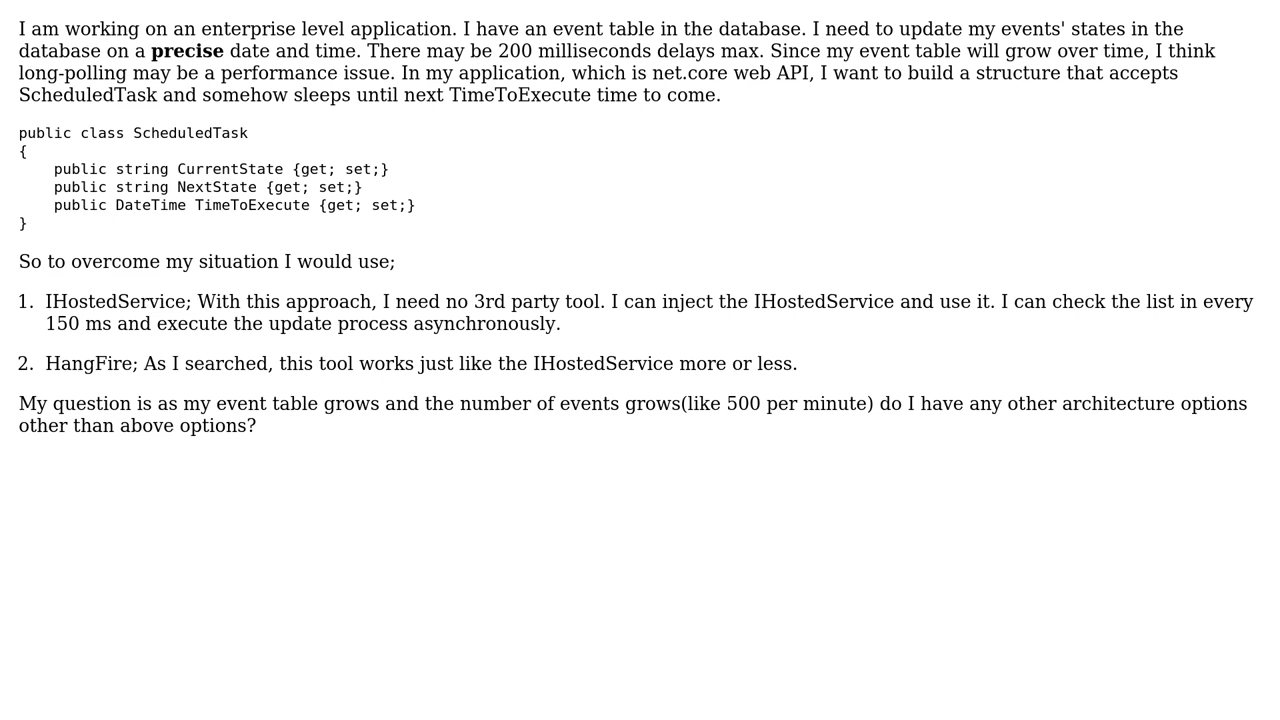 I am working on an enterprise level application. I have an event table in the database. I need to update my events' states in the
database on a precise date and time. There may be 200 milliseconds delays max. Since my event table will grow over time, I think
long-polling may be a performance issue. In my application, which is net.core web API, I want to build a structure that accepts
ScheduledTask and somehow sleeps until next TimeToExecute time to come.
public class ScheduledTask
{
    public string CurrentState {get; set;}
    public string NextState {get; set;}
    public DateTime TimeToExecute {get; set;}
}
So to overcome my situation I would use;
1. IHostedService; With this approach, I need no 3rd party tool. I can inject the IHostedService and use it. I can check the list in every
150 ms and execute the update process asynchronously.
2. HangFire; As I searched, this tool works just like the IHostedService more or less.
My question is as my event table grows and the number of events grows(like 500 per minute) do I have any other architecture options
other than above options?